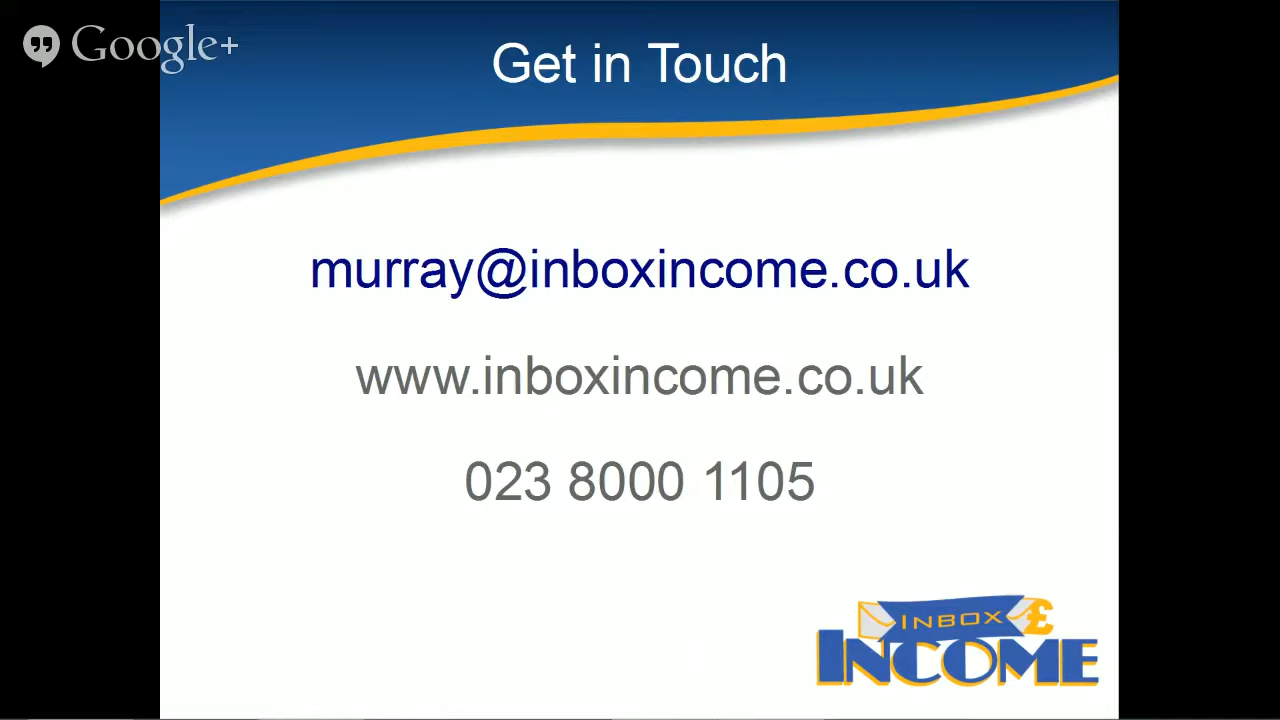 Google+
Get in Touch
murray@inboxincome.co.uk
www.inboxincome.co.uk
023 8000 1105
INBOX £
INCOME